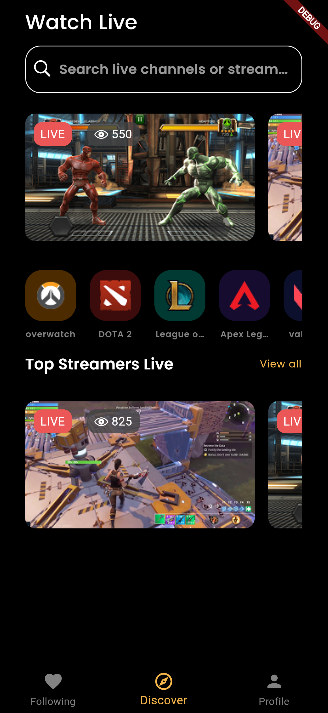 Watch Live
DEBUG
Search live channels or stream...
LIVE
550
LIV
overwatch
DOTA 2
League o...
Apex Leg...
val
Top Streamers Live
View all
LIVE
825
LIV
Following
Discover
Profile